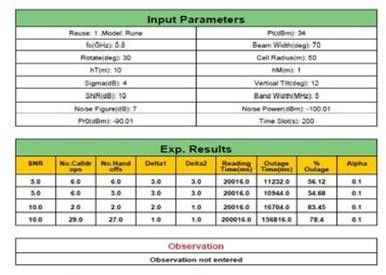 Input Parameters
Reuse: 1 ,Model: Rune Pt(dBm): 34
fc(GHz): 0.8 Beam Width(deg): 70
Rotate(deg): 30 Cell Radius(m): 50
hT(m): 10 hM(m): 1
Sigma(dB): 4 Vertical Tilt(deg): 12
SNR(dB): 10 Band Width(MHz): 5
Noise Figure(dB): 7 Noise Power(dBm): -100.01
Pr0(dBm): -90.01 Time Slot(s): 200
Exp. Results
SNR No.Calldr ops No.Hand offs Delta1 Delta2 Reading Time(ms) Outage Time(ms) % Outage Alpha
5.0 6.0 6.0 3.0 3.0 20016.0 11232.0 56.12 0.1
5.0 6.0 5.0 3.0 3.0 20016.0 10944.0 54.68 0.1
10.0 2.0 2.0 2.0 1.0 20016.0 16704.0 83.45 0.1
10.0 29.0 27.0 1.0 1.0 200016.0 156816.0 78.4 0.1
Observation
Observation not entered